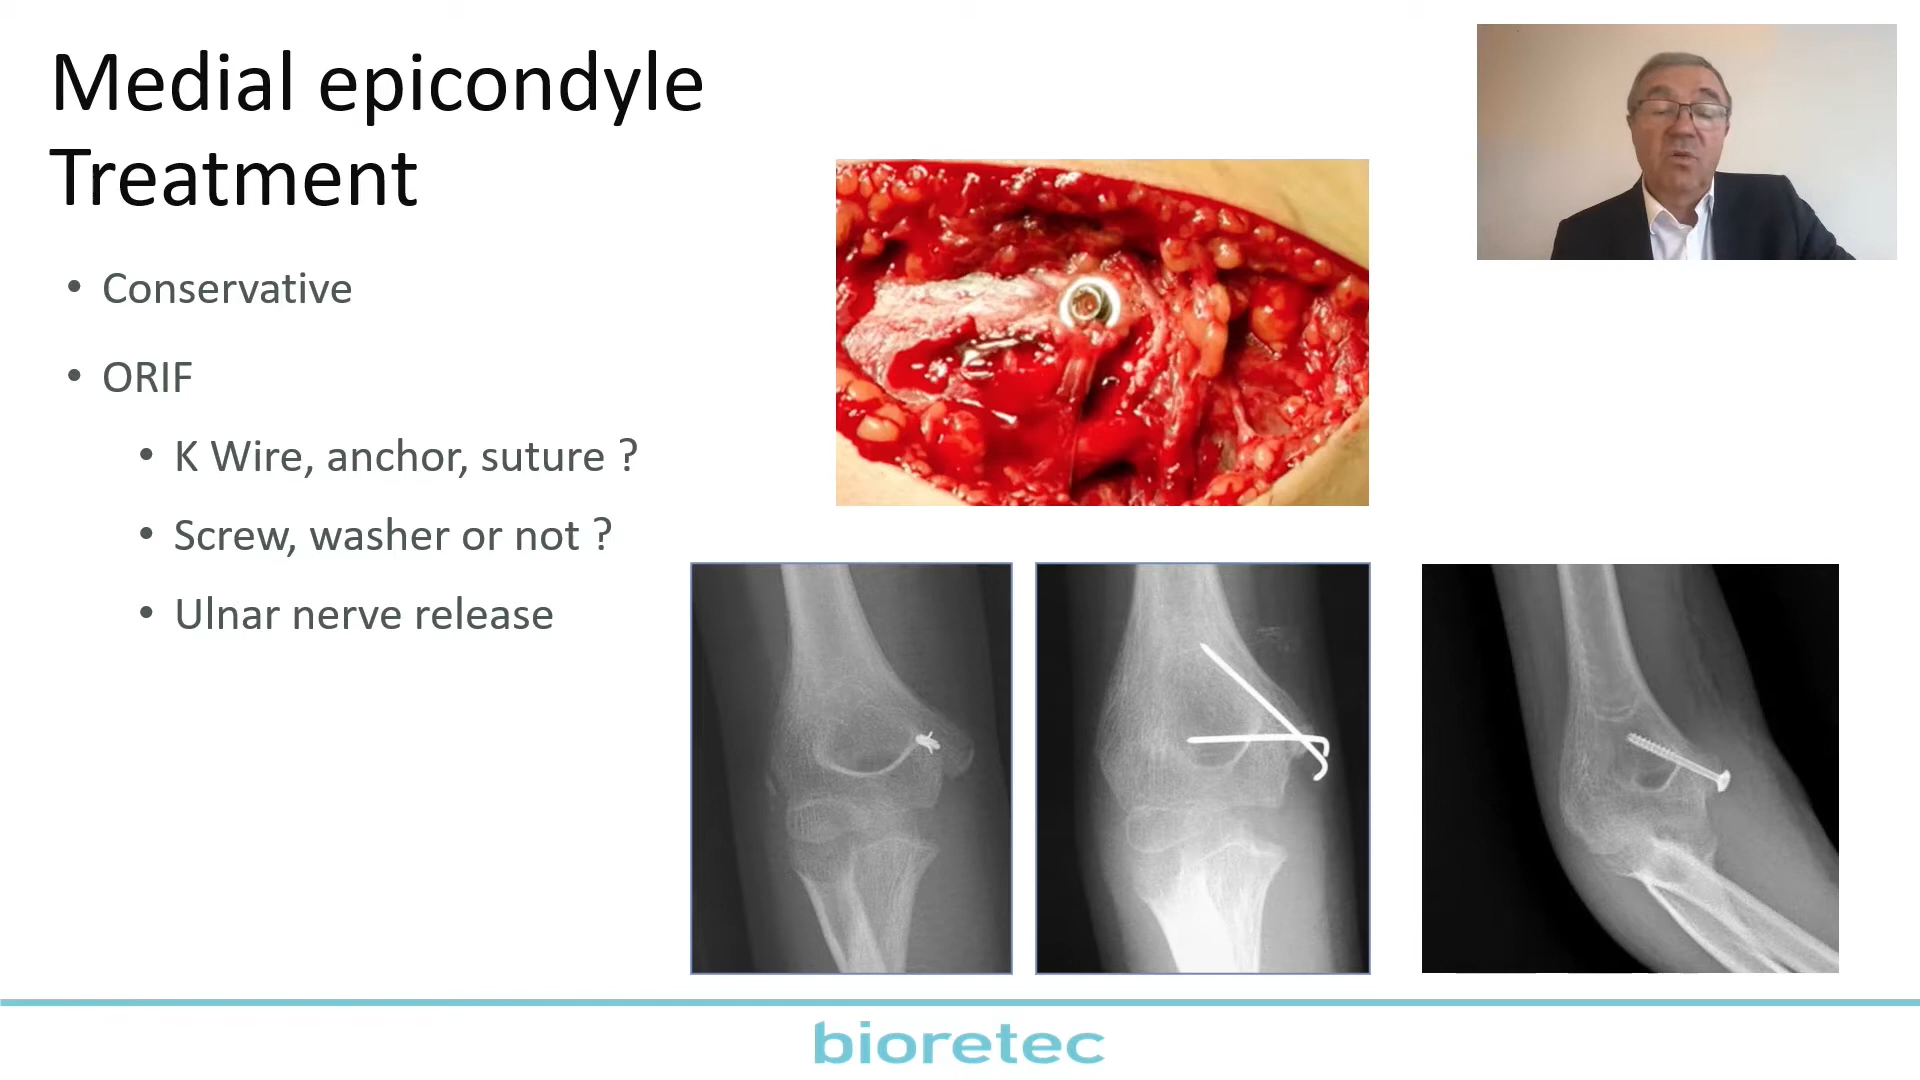 Medial epicondyle
Treatment
• Conservative
• ORIF
• K Wire, anchor, suture ?
• Screw, washer or not ?
• Ulnar nerve release
bioretec